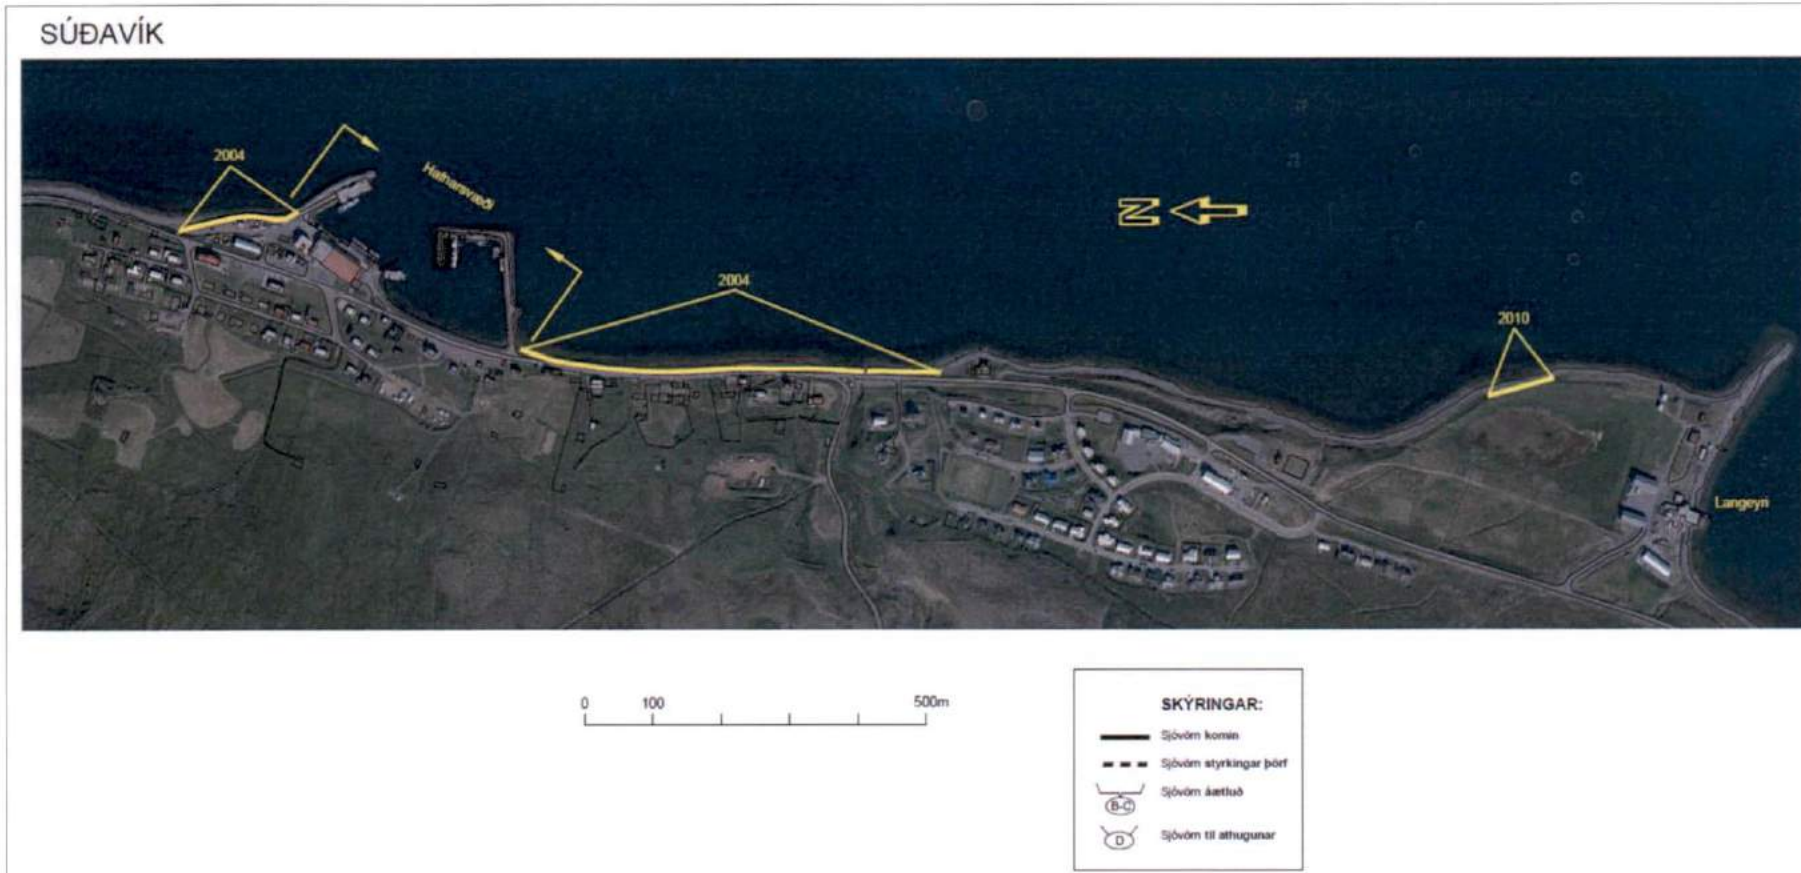 SÚÐAVÍK
2004
Hafnarsvæði
N
2004
2010
Langeyri
0 100 500m
SKÝRINGAR:
Sjóvörn komin
Sjóvörn styrkingar þörf
Sjóvörn áætluð
B-C
Sjóvörn til athugunar
D